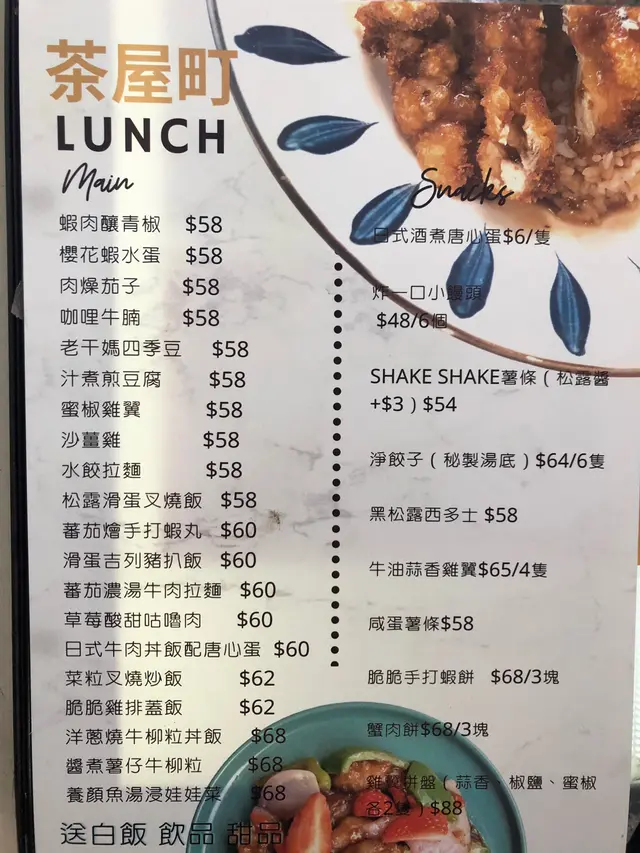 茶屋町
LUNCH
Main
蝦肉釀青椒 $58
櫻花蝦水蛋 $58
肉燥茄子 $58
咖哩牛腩 $58
老干媽四季豆 $58
汁煮煎豆腐 $58
蜜椒雞翼 $58
沙薑雞 $58
水餃拉麵 $58
松露滑蛋叉燒飯 $58
蕃茄燴手打蝦丸 $60
滑蛋吉列豬扒飯 $60
蕃茄濃湯牛肉拉麵 $60
草莓酸甜咕嚕肉 $60
日式牛肉丼飯配唐心蛋 $60
菜粒叉燒炒飯 $62
脆脆雞排蓋飯 $62
洋蔥燒牛柳粒丼飯 $68
醬煮薯仔牛柳粒 $68
養顏魚湯浸娃娃菜 $68
送白飯 飲品 甜品
Snacks
日式酒煮唐心蛋$6/隻
炸一口小饅頭
$48/6個
SHAKE SHAKE薯條（松露醬
+$3）$54
淨餃子（秘製湯底）$64/6隻
黑松露西多士 $58
牛油蒜香雞翼$65/4隻
咸蛋薯條$58
脆脆手打蝦餅 $68/3塊
蟹肉餅$68/3塊
雞翼拼盤（蒜香、椒鹽、蜜椒
各2隻）$88